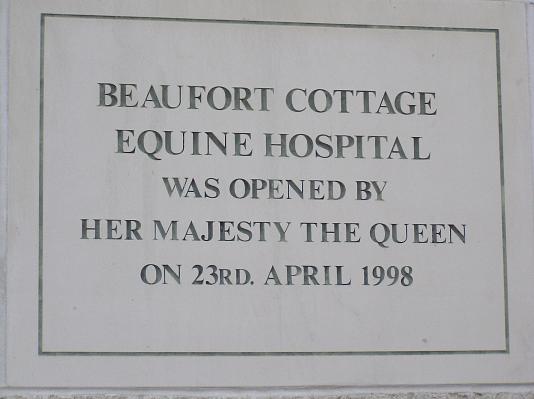 BEAUFORT COTTAGE
EQUINE HOSPITAL
WAS OPENED BY
HER MAJESTY THE QUEEN
ON 23RD. APRIL 1998